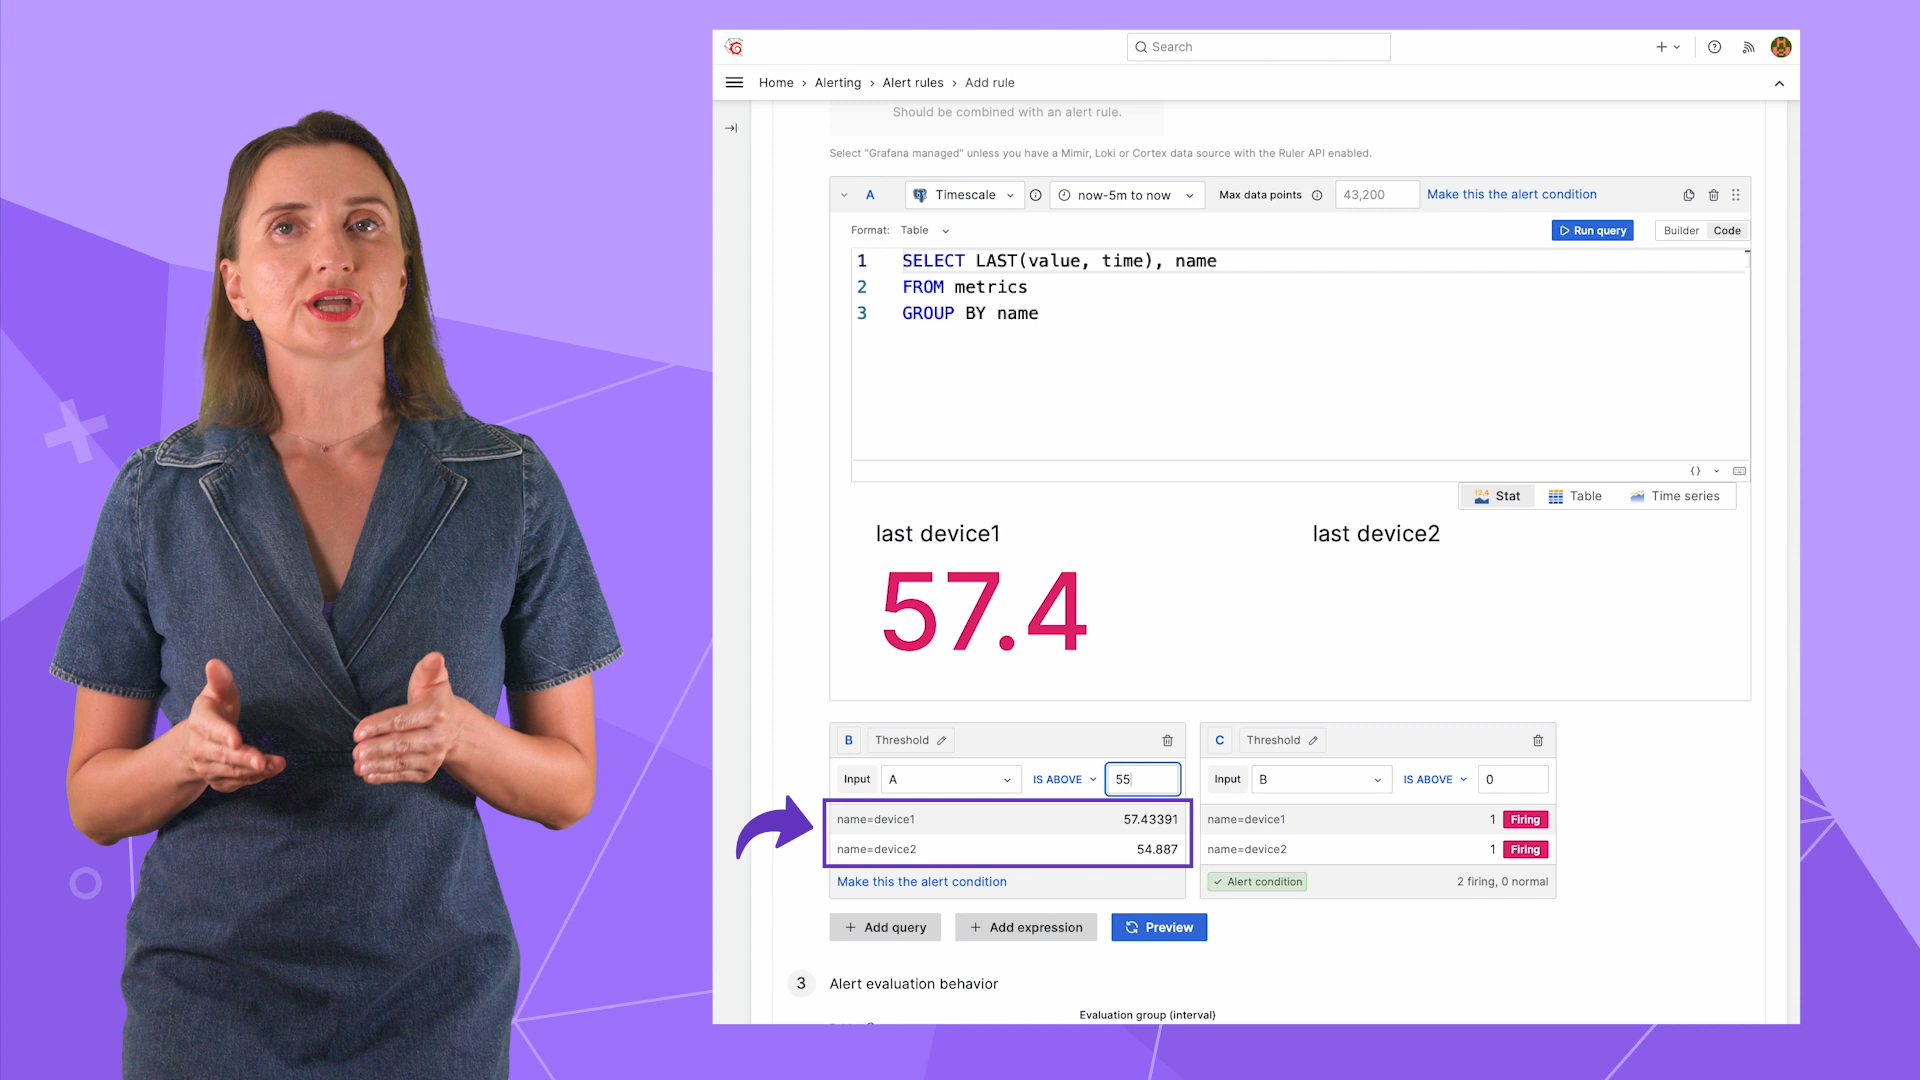 Search
Home › Alerting › Alert rules › Add rule
Should be combined with an alert rule.
Select "Grafana managed" unless you have a Mimir, Loki or Cortex data source with the Ruler API enabled.
A Timescale now-5m to now Max data points 43,200 Make this the alert condition
Format: Table Run query Builder Code
1 SELECT LAST(value, time), name
2 FROM metrics
3 GROUP BY name
Stat Table Time series
last device1 last device2
57.4
B Threshold
Input A IS ABOVE 55
name=device1 57.43391
name=device2 54.887
Make this the alert condition
C Threshold
Input B IS ABOVE 0
name=device1 1 Firing
name=device2 1 Firing
Alert condition 2 firing, 0 normal
+ Add query + Add expression Preview
3 Alert evaluation behavior
Evaluation group (interval)